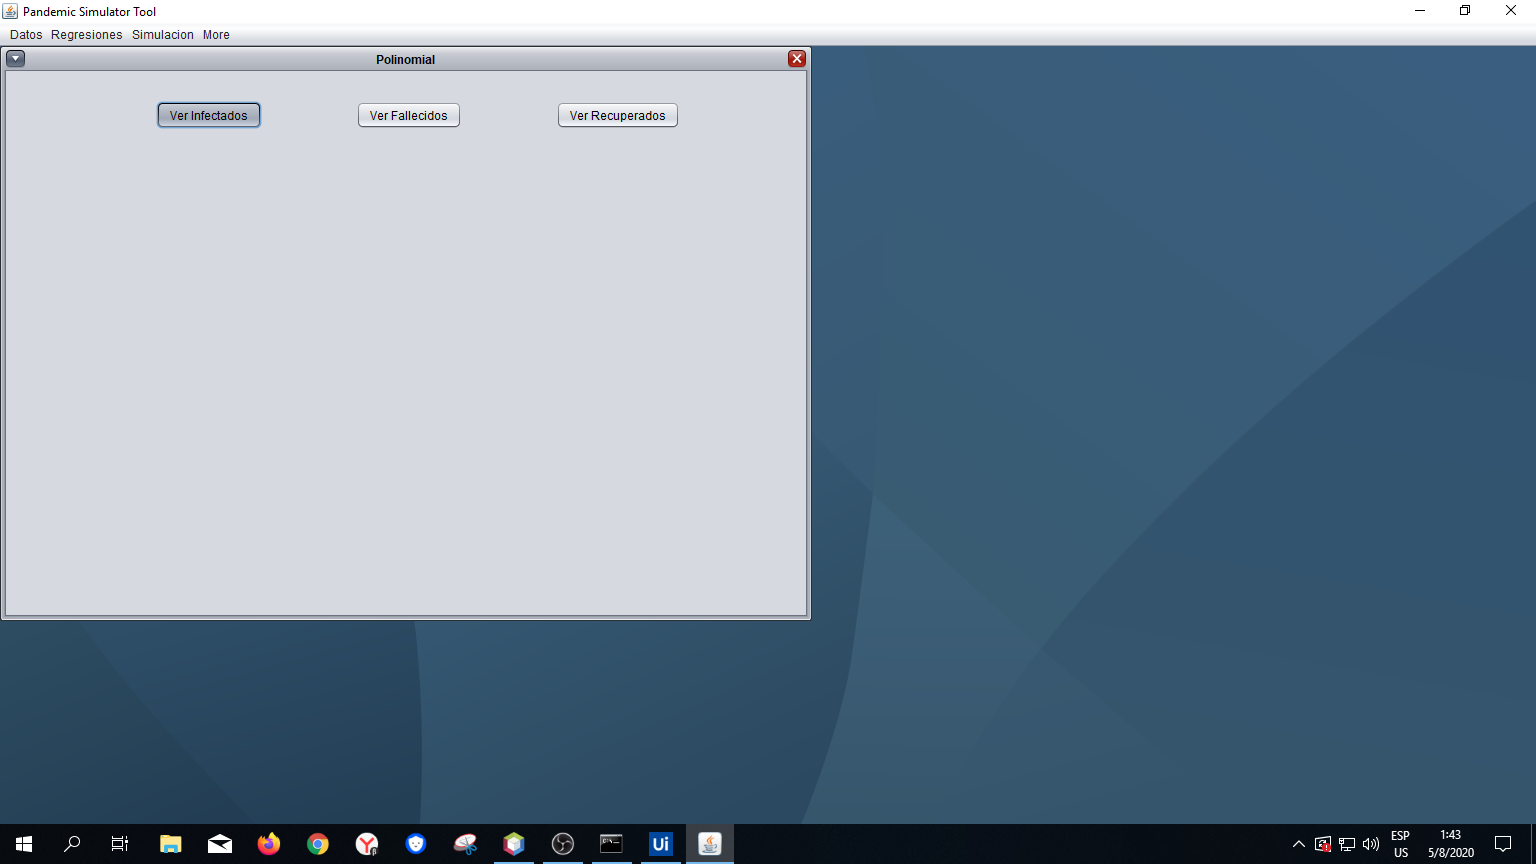 Pandemic Simulator Tool
Datos Regresiones Simulacion More
Polinomial
Ver Infectados Ver Fallecidos Ver Recuperados
Ui
ESP 1:43
US 5/8/2020